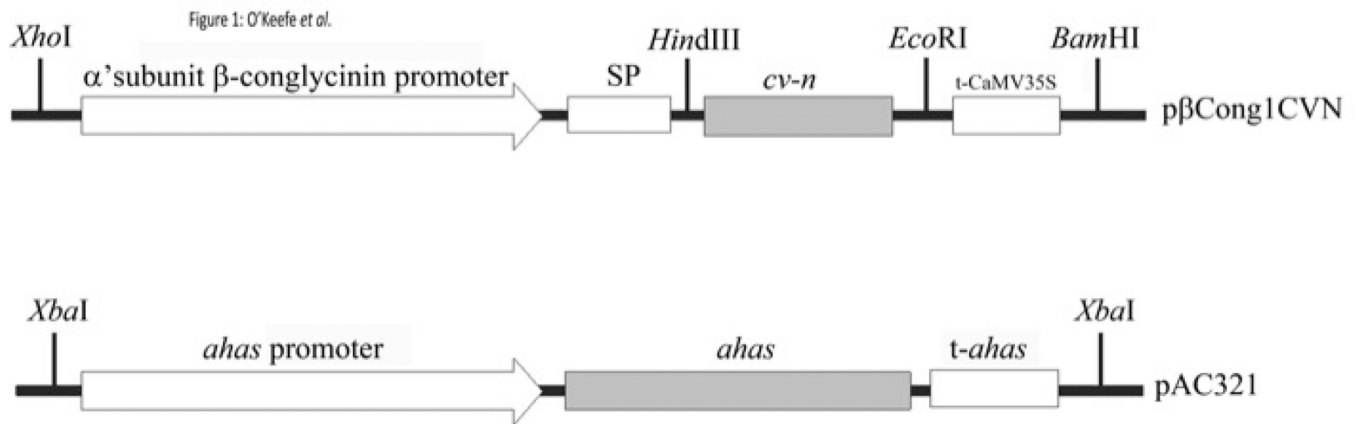 Figure 1: O'Keefe et al.
XhoI HindIII EcoRI BamHI
α'subunit β-conglycinin promoter SP cv-n t-CaMV35S
pβCong1CVN
XbaI XbaI
ahas promoter ahas t-ahas
pAC321